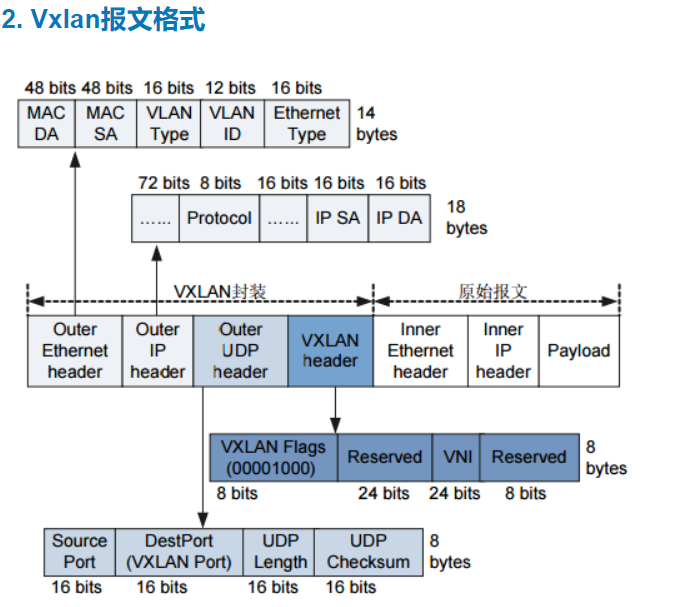 2. Vxlan报文格式
48 bits 48 bits 16 bits 12 bits 16 bits
MAC DA MAC SA VLAN Type VLAN ID Ethernet Type 14 bytes
72 bits 8 bits 16 bits 16 bits 16 bits
...... Protocol ...... IP SA IP DA 18 bytes
VXLAN封装 原始报文
Outer Ethernet header Outer IP header Outer UDP header VXLAN header Inner Ethernet header Inner IP header Payload
VXLAN Flags (00001000) Reserved VNI Reserved 8 bytes
8 bits 24 bits 24 bits 8 bits
Source Port DestPort (VXLAN Port) UDP Length UDP Checksum 8 bytes
16 bits 16 bits 16 bits 16 bits